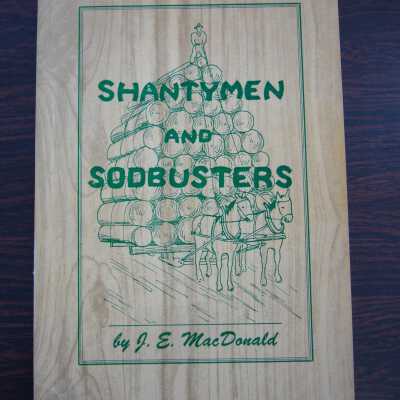 SHANTYMEN
AND
SODBUSTERS
by J. E. MacDonald